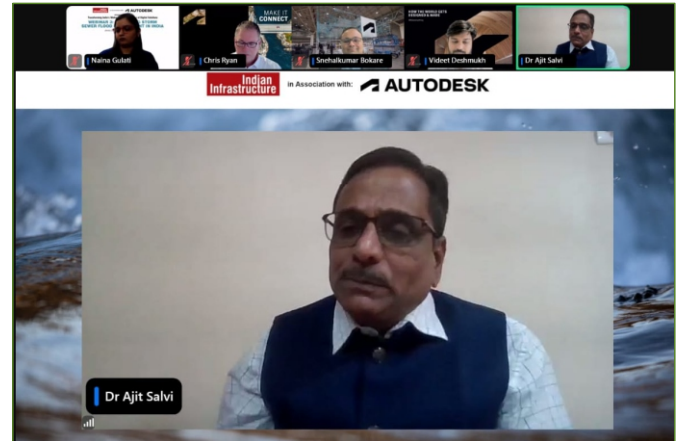 MAKE IT
CONNECT
Naina Gulati
Chris Ryan
Snehalkumar Bokare
Videet Deshmukh
Dr Ajit Salvi
Indian
Infrastructure
in Association with:
AUTODESK
Dr Ajit Salvi